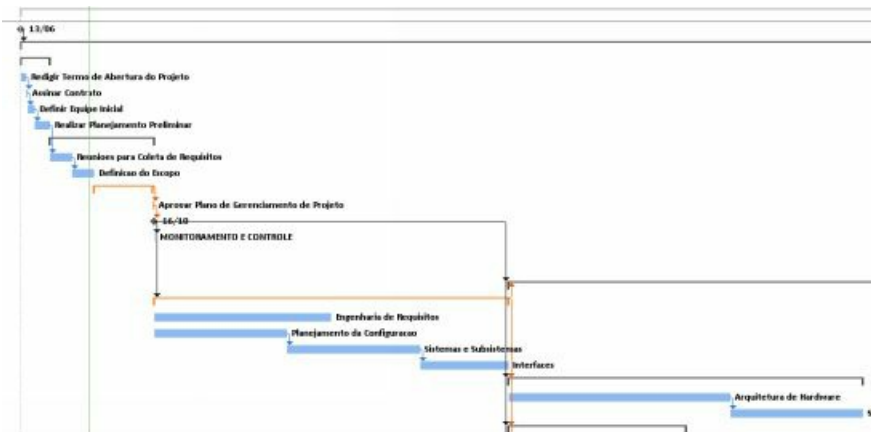 13/06
Redigir Termo de Abertura do Projeto
Assinar Contrato
Definir Equipe Inicial
Realizar Planejamento Preliminar
Reunioes para Coleta de Requisitos
Definicao do Escopo
Aprovar Plano de Gerenciamento de Projeto
16/10
MONITORAMENTO E CONTROLE
Engenharia de Requisitos
Planejamento da Configuracao
Sistemas e Subsistemas
Interfaces
Arquitetura de Hardware
S